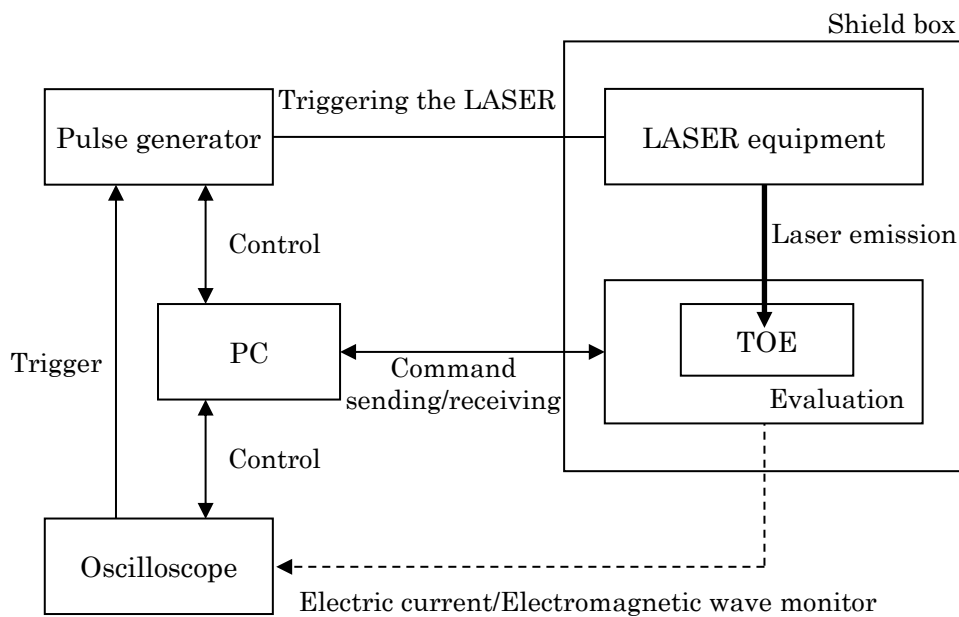 Shield box
Triggering the LASER
Pulse generator
LASER equipment
Laser emission
Control
PC
TOE
Trigger
Command
sending/receiving
Evaluation
Control
Oscilloscope
Electric current/Electromagnetic wave monitor